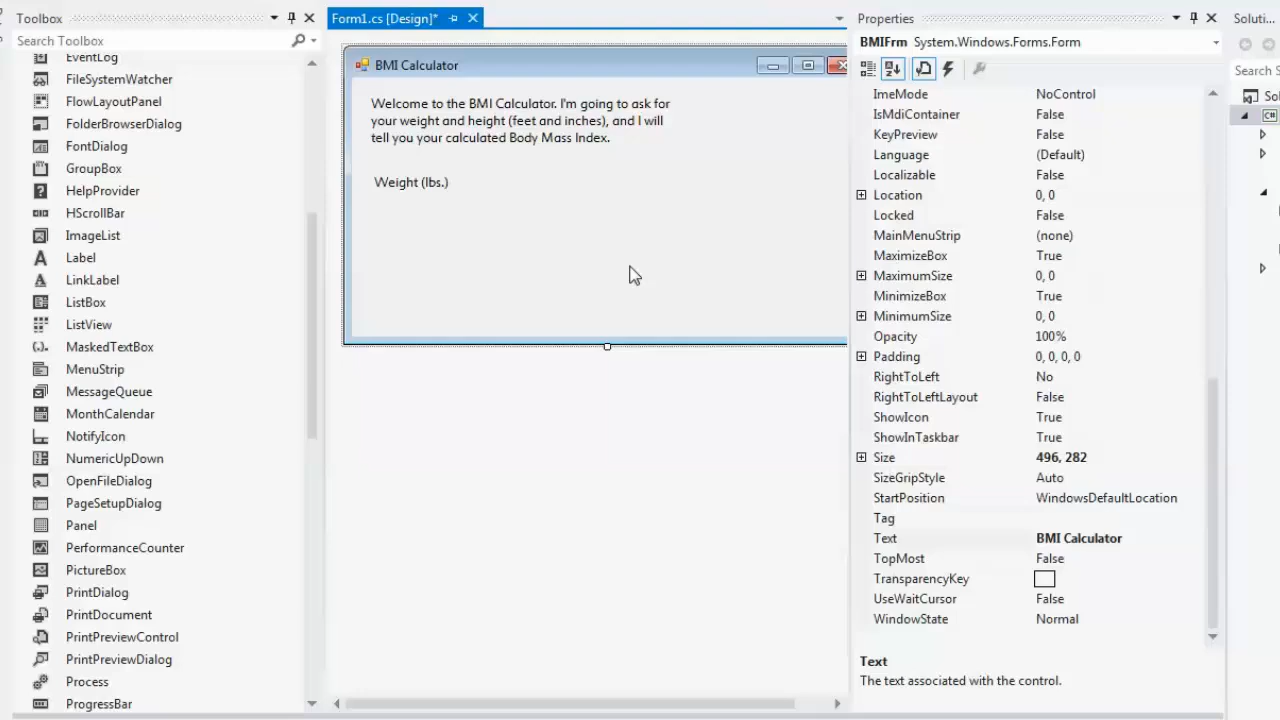 Toolbox
Search Toolbox
EventLog
FileSystemWatcher
FlowLayoutPanel
FolderBrowserDialog
FontDialog
GroupBox
HelpProvider
HScrollBar
ImageList
Label
LinkLabel
ListBox
ListView
MaskedTextBox
MenuStrip
MessageQueue
MonthCalendar
NotifyIcon
NumericUpDown
OpenFileDialog
PageSetupDialog
Panel
PerformanceCounter
PictureBox
PrintDialog
PrintDocument
PrintPreviewControl
PrintPreviewDialog
Process
ProgressBar
Form1.cs [Design]*
BMI Calculator
Welcome to the BMI Calculator. I'm going to ask for
your weight and height (feet and inches), and I will
tell you your calculated Body Mass Index.
Weight (lbs.)
Properties
BMIFrm System.Windows.Forms.Form
ImeMode NoControl
IsMdiContainer False
KeyPreview False
Language (Default)
Localizable False
Location 0, 0
Locked False
MainMenuStrip (none)
MaximizeBox True
MaximumSize 0, 0
MinimizeBox True
MinimumSize 0, 0
Opacity 100%
Padding 0, 0, 0, 0
RightToLeft No
RightToLeftLayout False
ShowIcon True
ShowInTaskbar True
Size 496, 282
SizeGripStyle Auto
StartPosition WindowsDefaultLocation
Tag
Text BMI Calculator
TopMost False
TransparencyKey
UseWaitCursor False
WindowState Normal
Text
The text associated with the control.
Soluti...
Search S
Sol
C#